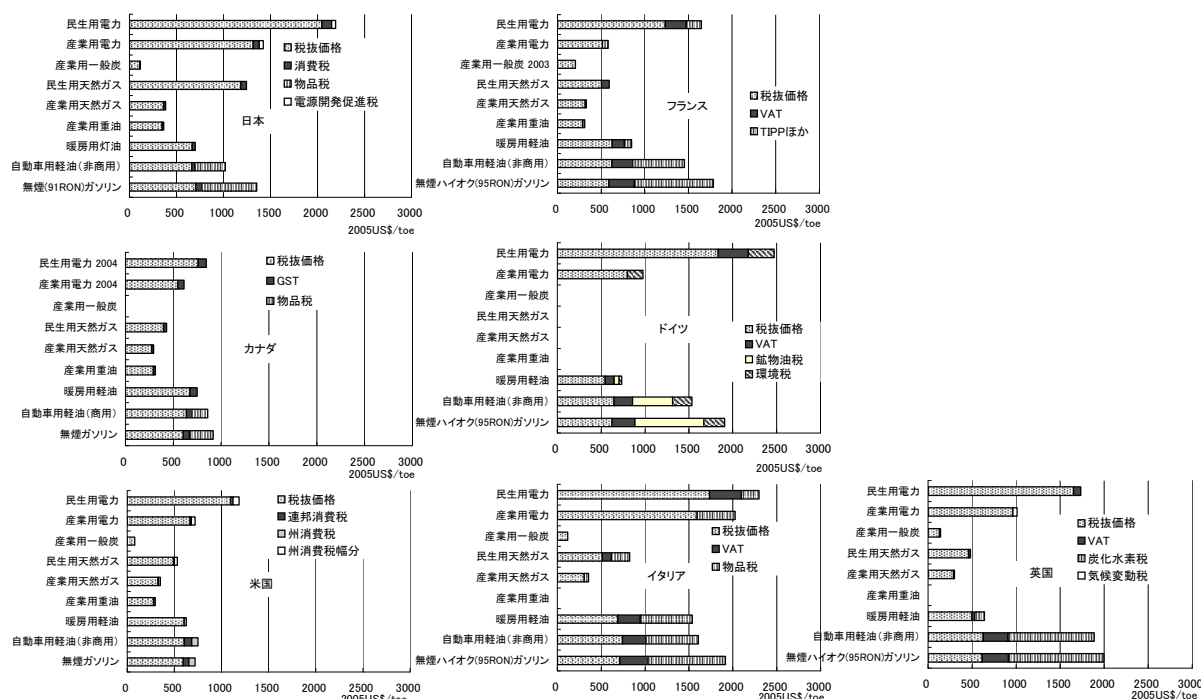 民生用電力
産業用電力
産業用一般炭
民生用天然ガス
産業用天然ガス
産業用重油
暖房用灯油
自動車用軽油(非商用)
無煙(91RON)ガソリン
税抜価格
消費税
物品税
電源開発促進税
日本
0 500 1000 1500 2000 2500 3000
2005US$/toe
民生用電力
産業用電力
産業用一般炭 2003
民生用天然ガス
産業用天然ガス
産業用重油
暖房用軽油
自動車用軽油(非商用)
無煙ハイオク(95RON)ガソリン
税抜価格
VAT
TIPPほか
フランス
0 500 1000 1500 2000 2500 3000
2005US$/toe
民生用電力 2004
産業用電力 2004
産業用一般炭
民生用天然ガス
産業用天然ガス
産業用重油
暖房用軽油
自動車用軽油(商用)
無煙ガソリン
税抜価格
GST
物品税
カナダ
0 500 1000 1500 2000 2500 3000
2005US$/toe
民生用電力
産業用電力
産業用一般炭
民生用天然ガス
産業用天然ガス
産業用重油
暖房用軽油
自動車用軽油(非商用)
無煙ハイオク(95RON)ガソリン
税抜価格
VAT
鉱物油税
環境税
ドイツ
0 500 1000 1500 2000 2500 3000
2005US$/toe
民生用電力
産業用電力
産業用一般炭
民生用天然ガス
産業用天然ガス
産業用重油
暖房用軽油
自動車用軽油(非商用)
無煙ガソリン
税抜価格
連邦消費税
州消費税
州消費税幅分
米国
0 500 1000 1500 2000 2500 3000
2005US$/toe
民生用電力
産業用電力
産業用一般炭
民生用天然ガス
産業用天然ガス
産業用重油
暖房用軽油
自動車用軽油(非商用)
無煙ハイオク(95RON)ガソリン
税抜価格
VAT
物品税
イタリア
0 500 1000 1500 2000 2500 3000
2005US$/toe
民生用電力
産業用電力
産業用一般炭
民生用天然ガス
産業用天然ガス
産業用重油
暖房用軽油
自動車用軽油(非商用)
無煙ハイオク(95RON)ガソリン
税抜価格
VAT
炭化水素税
気候変動税
英国
0 500 1000 1500 2000 2500 3000
2005US$/toe